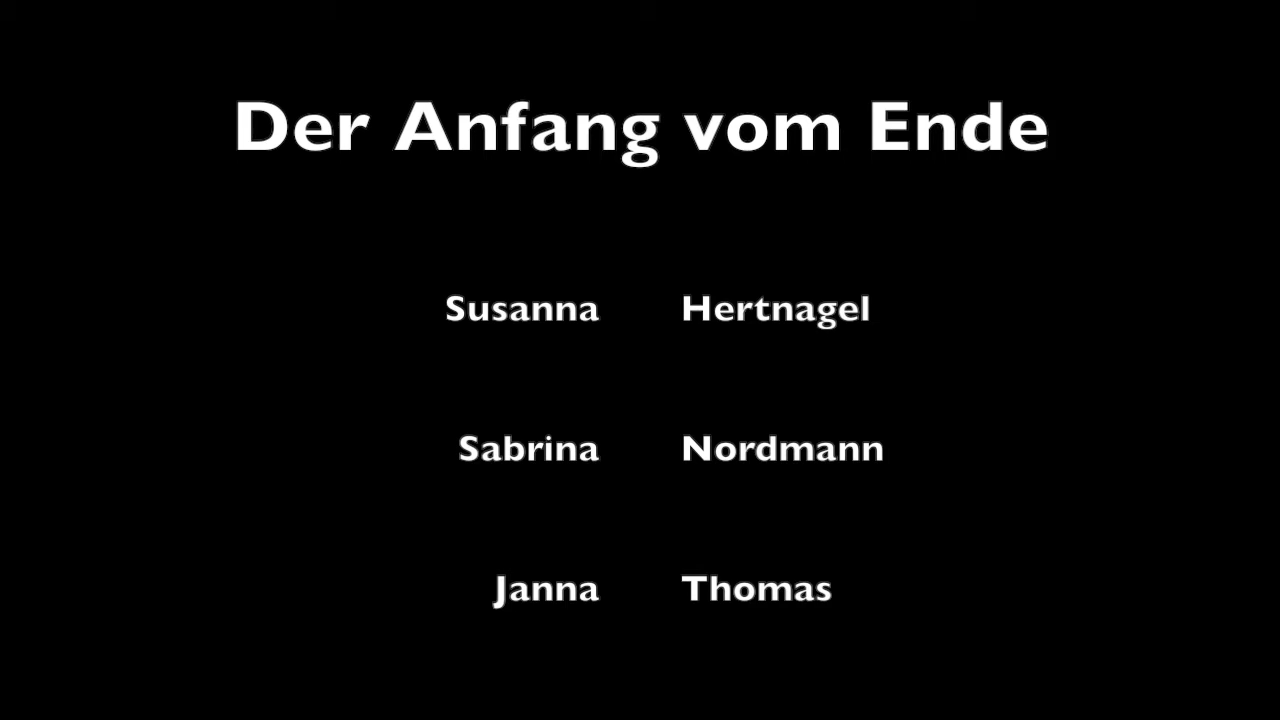 Der Anfang vom Ende
Susanna Hertnagel
Sabrina Nordmann
Janna Thomas